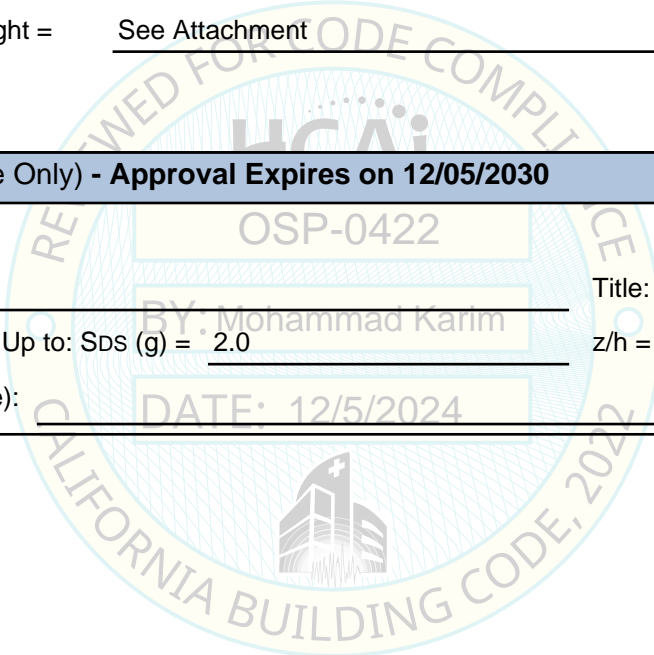 ght = See Attachment
REVIEWED FOR CODE COMPLIANCE
HCAi
e Only) - Approval Expires on 12/05/2030
OSP-0422
Title:
BY: Mohammad Karim
Up to: SDS (g) = 2.0 z/h =
e):
DATE: 12/5/2024
CALIFORNIA BUILDING CODE, 2022